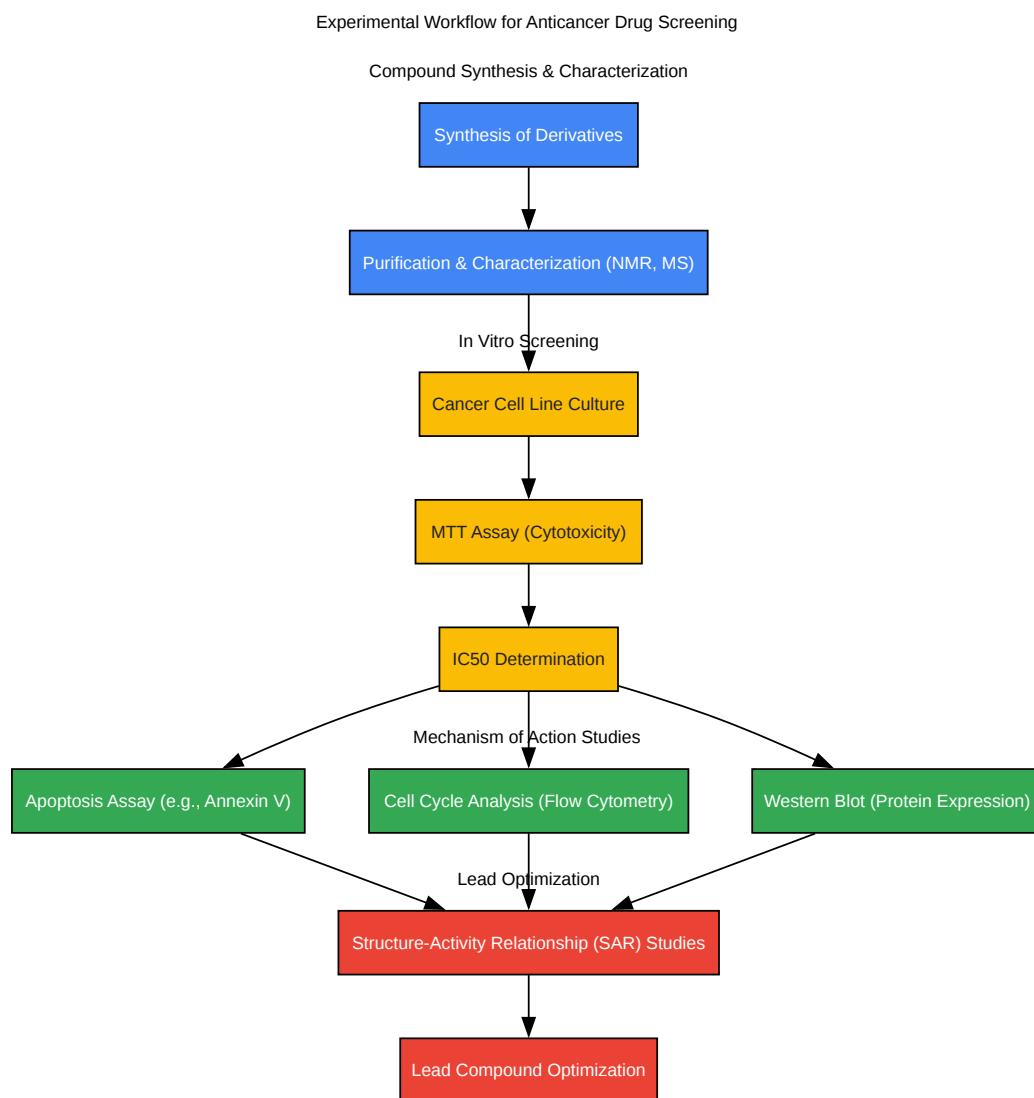 Experimental Workflow for Anticancer Drug Screening
Compound Synthesis & Characterization
Synthesis of Derivatives
Purification & Characterization (NMR, MS)
In Vitro Screening
Cancer Cell Line Culture
MTT Assay (Cytotoxicity)
IC50 Determination
Mechanism of Action Studies
Apoptosis Assay (e.g., Annexin V)
Cell Cycle Analysis (Flow Cytometry)
Western Blot (Protein Expression)
Lead Optimization
Structure-Activity Relationship (SAR) Studies
Lead Compound Optimization